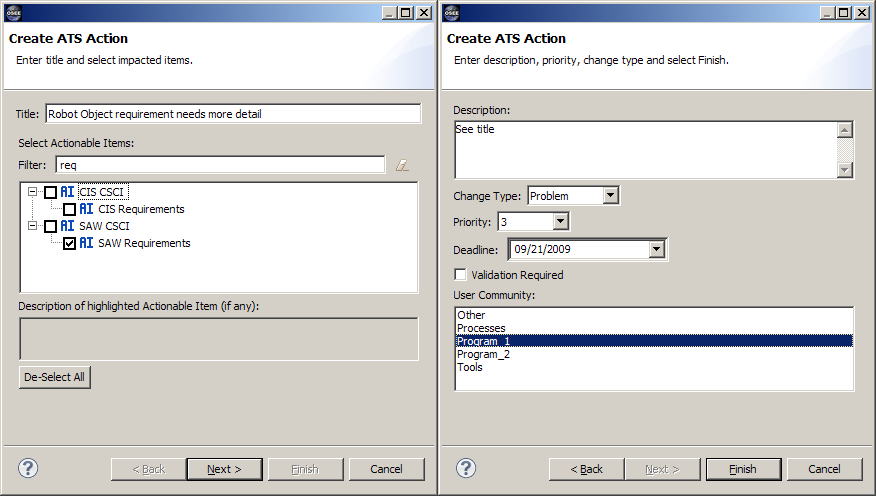 OSEE
Create ATS Action
Enter title and select impacted items.
Title: Robot Object requirement needs more detail
Select Actionable Items:
Filter: req
AI CIS CSCI
AI CIS Requirements
AI SAW CSCI
AI SAW Requirements
Description of highlighted Actionable Item (if any):
De-Select All
? < Back Next > Finish Cancel
OSEE
Create ATS Action
Enter description, priority, change type and select Finish.
Description:
See title
Change Type: Problem
Priority: 3
Deadline: 09/21/2009
Validation Required
User Community:
Other
Processes
Program_1
Program_2
Tools
? < Back Next > Finish Cancel